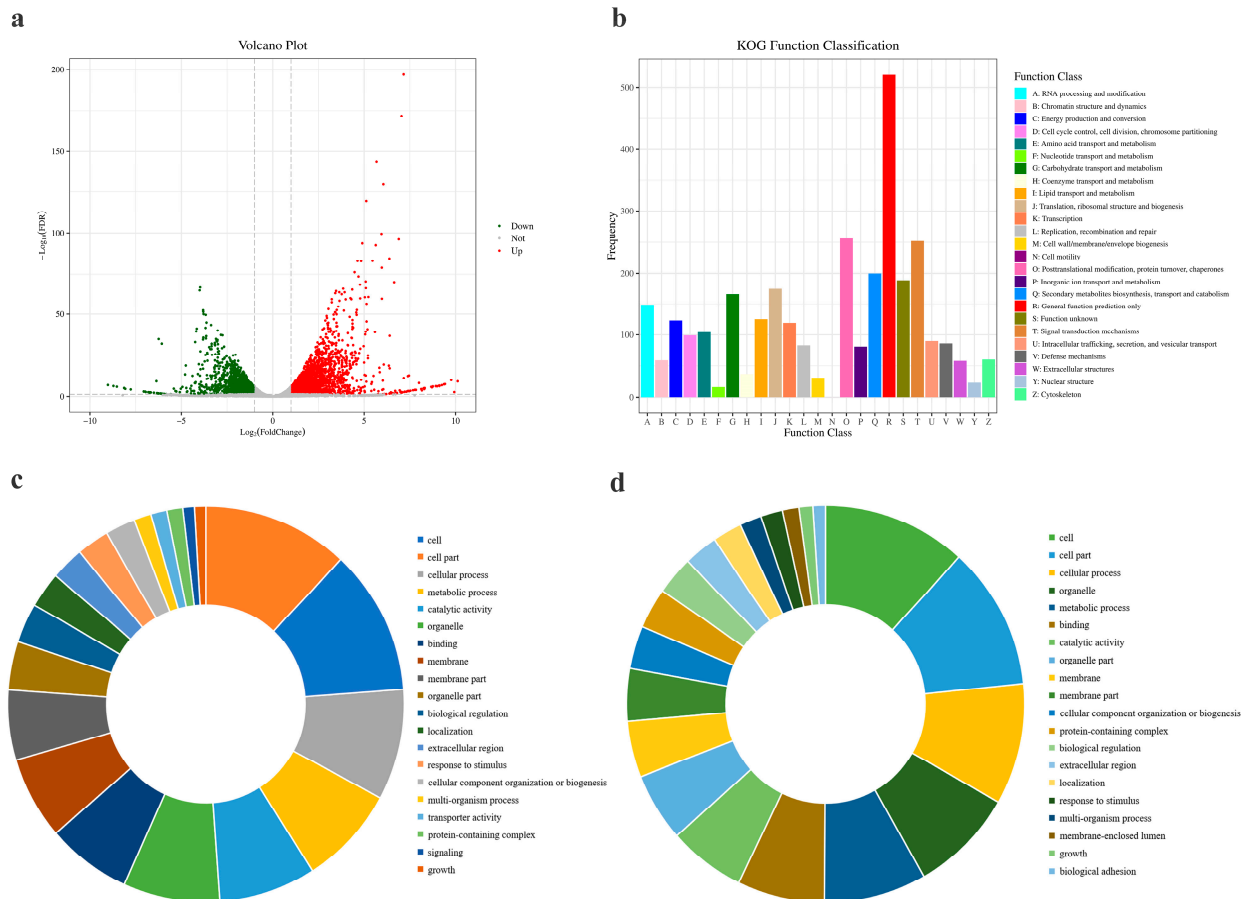 a
Volcano Plot
200
150
100
50
0
−Log₁₀(FDR)
−10
−5
0
5
10
Log₂(FoldChange)
Down
Not
Up
b
KOG Function Classification
500
400
300
200
100
0
Frequency
A B C D E F G H I J K L M N O P Q R S T U V W Y Z
Function Class
Function Class
A: RNA processing and modification
B: Chromatin structure and dynamics
C: Energy production and conversion
D: Cell cycle control, cell division, chromosome partitioning
E: Amino acid transport and metabolism
F: Nucleotide transport and metabolism
G: Carbohydrate transport and metabolism
H: Coenzyme transport and metabolism
I: Lipid transport and metabolism
J: Translation, ribosomal structure and biogenesis
K: Transcription
L: Replication, recombination and repair
M: Cell wall/membrane/envelope biogenesis
N: Cell motility
O: Posttranslational modification, protein turnover, chaperones
P: Inorganic ion transport and metabolism
Q: Secondary metabolites biosynthesis, transport and catabolism
R: General function prediction only
S: Function unknown
T: Signal transduction mechanisms
U: Intracellular trafficking, secretion, and vesicular transport
V: Defense mechanisms
W: Extracellular structures
Y: Nuclear structure
Z: Cytoskeleton
c
cell
cell part
cellular process
metabolic process
catalytic activity
organelle
binding
membrane
membrane part
organelle part
biological regulation
localization
extracellular region
response to stimulus
cellular component organization or biogenesis
multi-organism process
transporter activity
protein-containing complex
signaling
growth
d
cell
cell part
cellular process
organelle
metabolic process
binding
catalytic activity
organelle part
membrane
membrane part
cellular component organization or biogenesis
protein-containing complex
biological regulation
extracellular region
localization
response to stimulus
multi-organism process
membrane-enclosed lumen
growth
biological adhesion